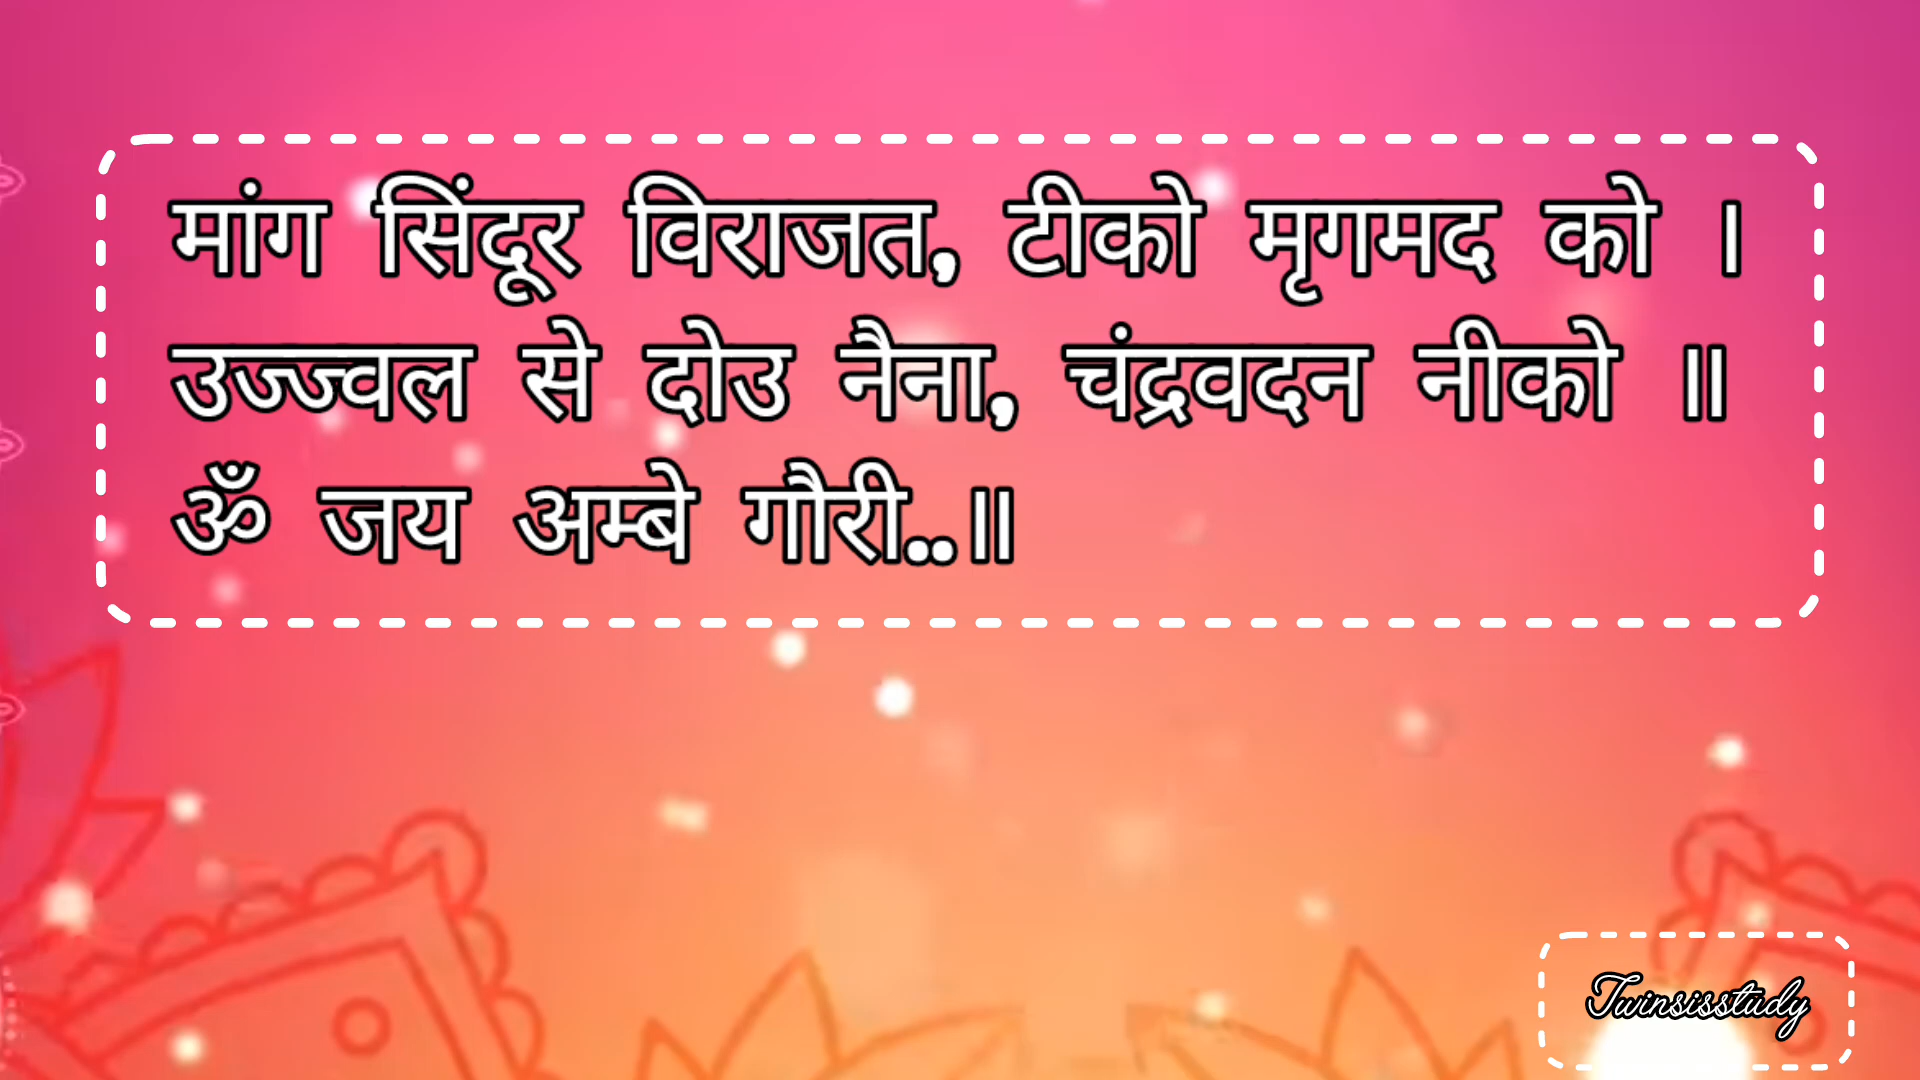 मांग सिंदूर विराजत, टीको मृगमद को ।
उज्ज्वल से दोउ नैना, चंद्रवदन नीको ॥
ॐ जय अम्बे गौरी..॥
Twinsisstudy